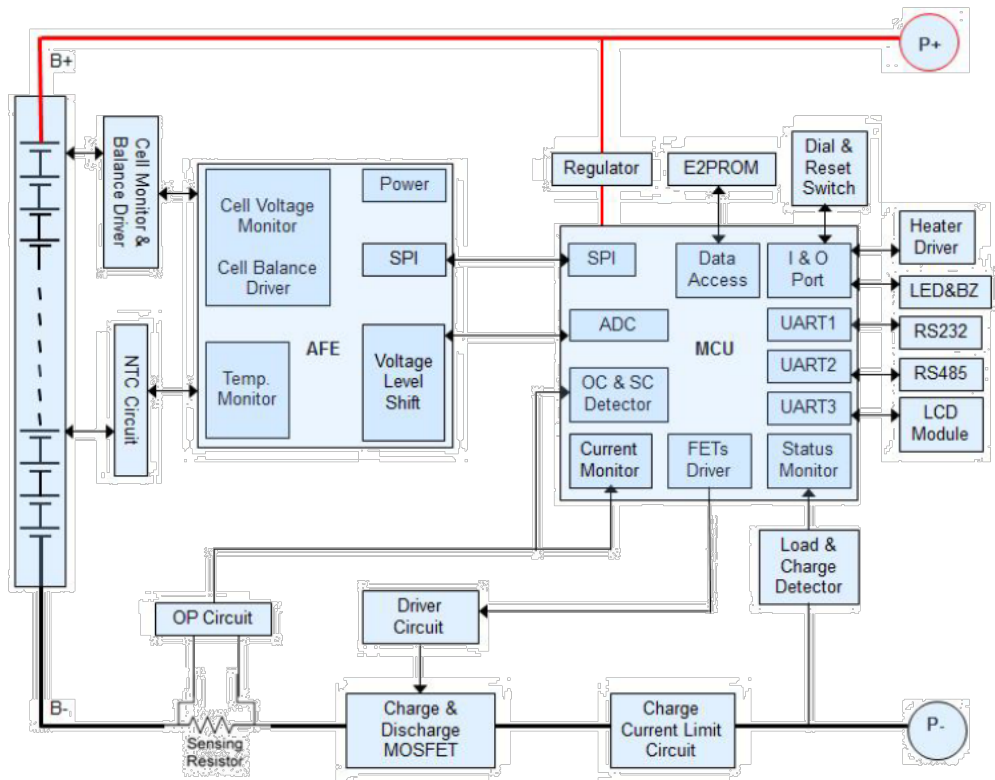 B+
P+
Cell Monitor &
Balance Driver
Regulator
E2PROM
Dial &
Reset
Switch
Power
Cell Voltage
Monitor
Cell Balance
Driver
SPI
SPI
Data
Access
I & O
Port
Heater
Driver
LED&BZ
AFE
ADC
MCU
UART1
RS232
NTC Circuit
Temp.
Monitor
Voltage
Level
Shift
OC & SC
Detector
UART2
RS485
UART3
LCD
Module
Current
Monitor
FETs
Driver
Status
Monitor
Load &
Charge
Detector
OP Circuit
Driver
Circuit
B-
Sensing
Resistor
Charge &
Discharge
MOSFET
Charge
Current Limit
Circuit
P-